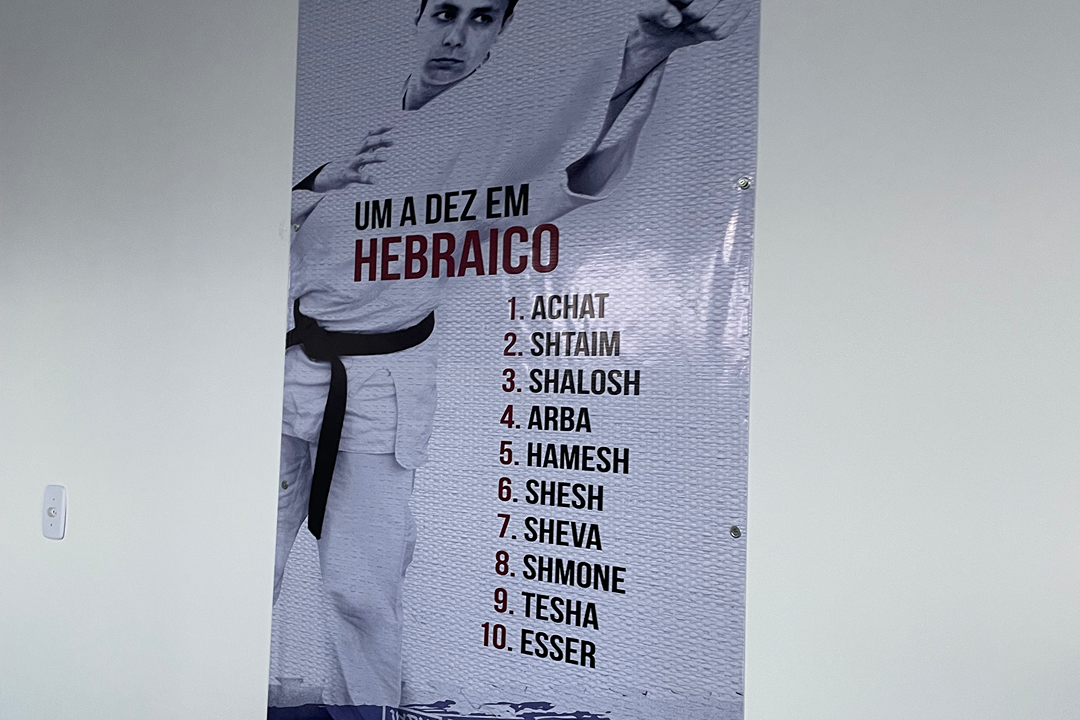 UM A DEZ EM
HEBRAICO
1. ACHAT
2. SHTAIM
3. SHALOSH
4. ARBA
5. HAMESH
6. SHESH
7. SHEVA
8. SHMONE
9. TESHA
10. ESSER